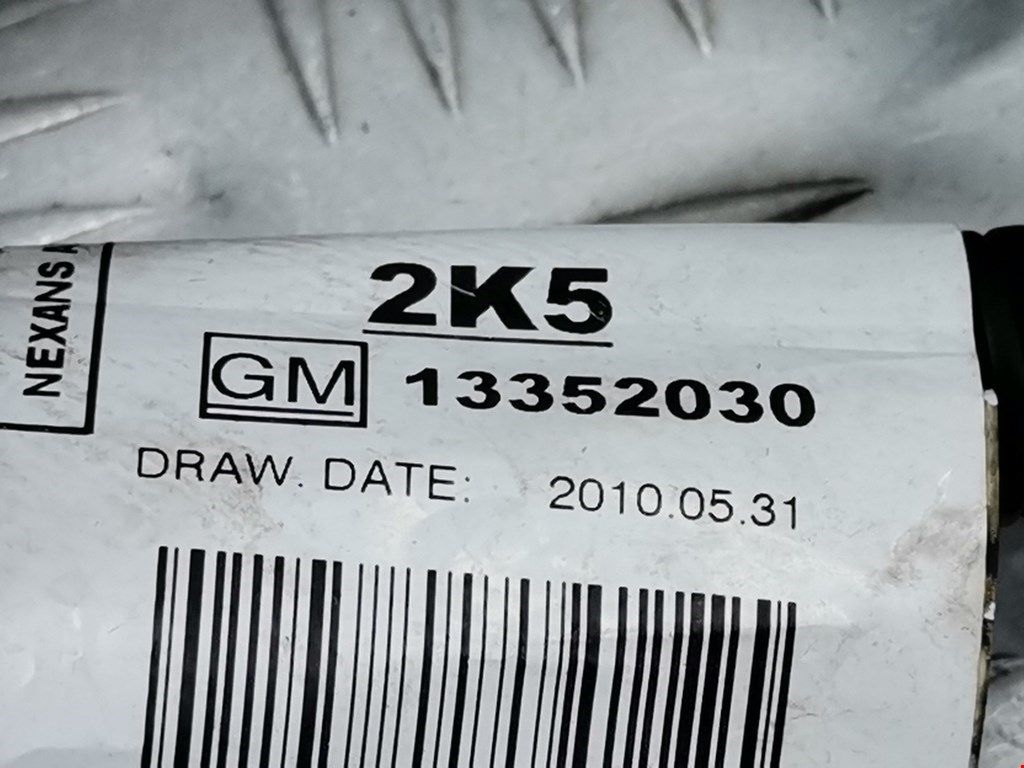 NEXANS
2K5
GM 13352030
DRAW. DATE: 2010.05.31